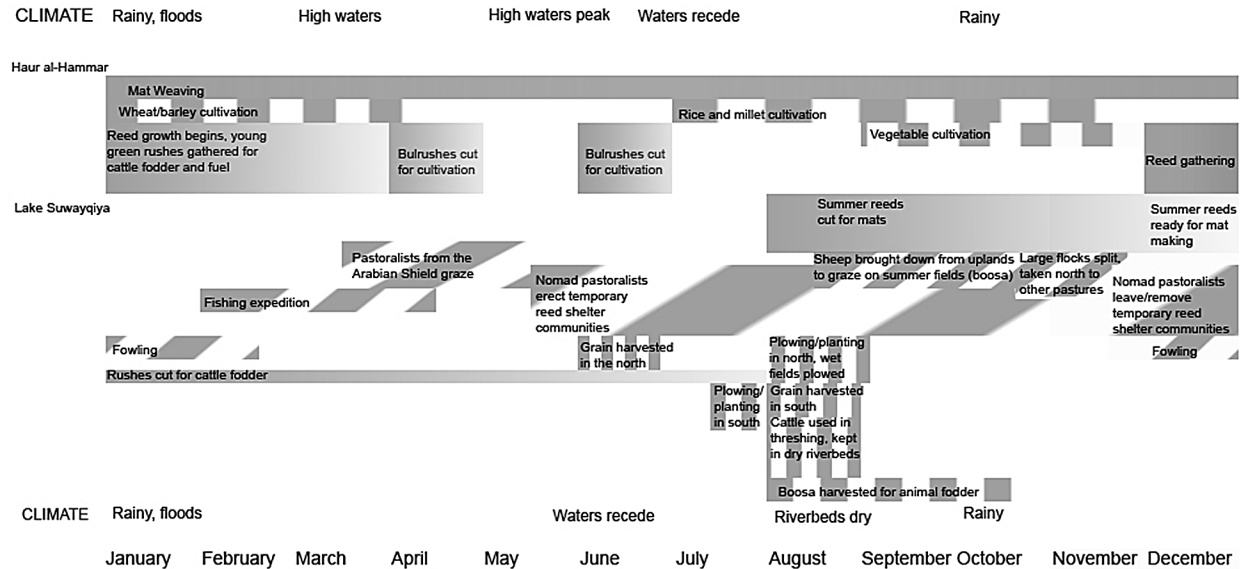 CLIMATE Rainy, floods High waters High waters peak Waters recede Rainy
Haur al-Hammar
Mat Weaving
Wheat/barley cultivation
Rice and millet cultivation
Reed growth begins, young
green rushes gathered for
cattle fodder and fuel
Bulrushes cut
for cultivation
Bulrushes cut
for cultivation
Vegetable cultivation
Reed gathering
Lake Suwayqiya
Summer reeds
cut for mats
Summer reeds
ready for mat
making
Pastoralists from the
Arabian Shield graze
Sheep brought down from uplands
to graze on summer fields (boosa)
Large flocks split,
taken north to
other pastures
Fishing expedition
Nomad pastoralists
erect temporary
reed shelter
communities
Nomad pastoralists
leave/remove
temporary reed
shelter communities
Fowling
Grain harvested
in the north
Plowing/planting
in north, wet
fields plowed
Fowling
Rushes cut for cattle fodder
Plowing/
planting
in south
Grain harvested
in south
Cattle used in
threshing, kept
in dry riverbeds
Boosa harvested for animal fodder
CLIMATE Rainy, floods Waters recede Riverbeds dry Rainy
January February March April May June July August September October November December